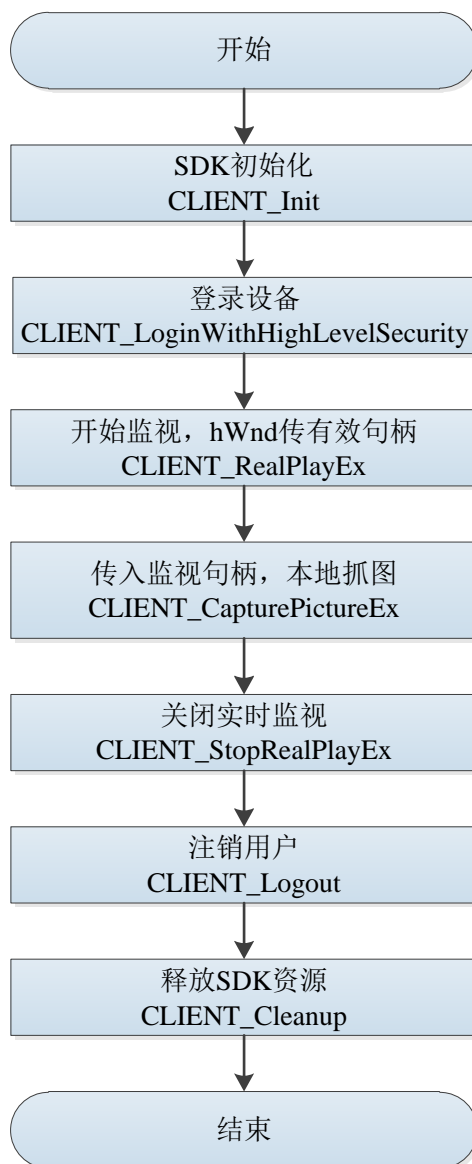 开始
SDK初始化
CLIENT_Init
登录设备
CLIENT_LoginWithHighLevelSecurity
开始监视，hWnd传有效句柄
CLIENT_RealPlayEx
传入监视句柄，本地抓图
CLIENT_CapturePictureEx
关闭实时监视
CLIENT_StopRealPlayEx
注销用户
CLIENT_Logout
释放SDK资源
CLIENT_Cleanup
结束